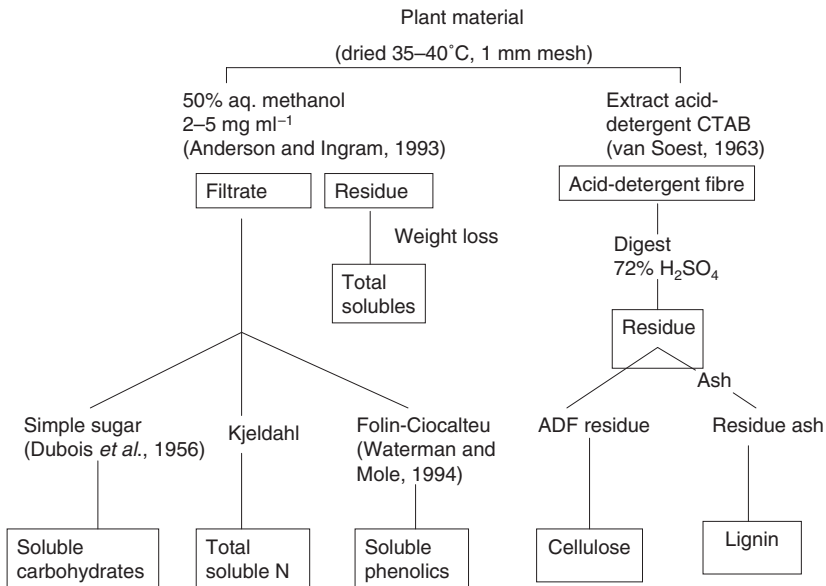 Plant material
(dried 35–40˚C, 1 mm mesh)
50% aq. methanol
2–5 mg ml⁻¹
(Anderson and Ingram, 1993)
Extract acid-
detergent CTAB
(van Soest, 1963)
Filtrate
Residue
Acid-detergent fibre
Weight loss
Total
solubles
Digest
72% H₂SO₄
Residue
Ash
Simple sugar
(Dubois et al., 1956)
Kjeldahl
Folin-Ciocalteu
(Waterman and
Mole, 1994)
ADF residue
Residue ash
Soluble
carbohydrates
Total
soluble N
Soluble
phenolics
Cellulose
Lignin